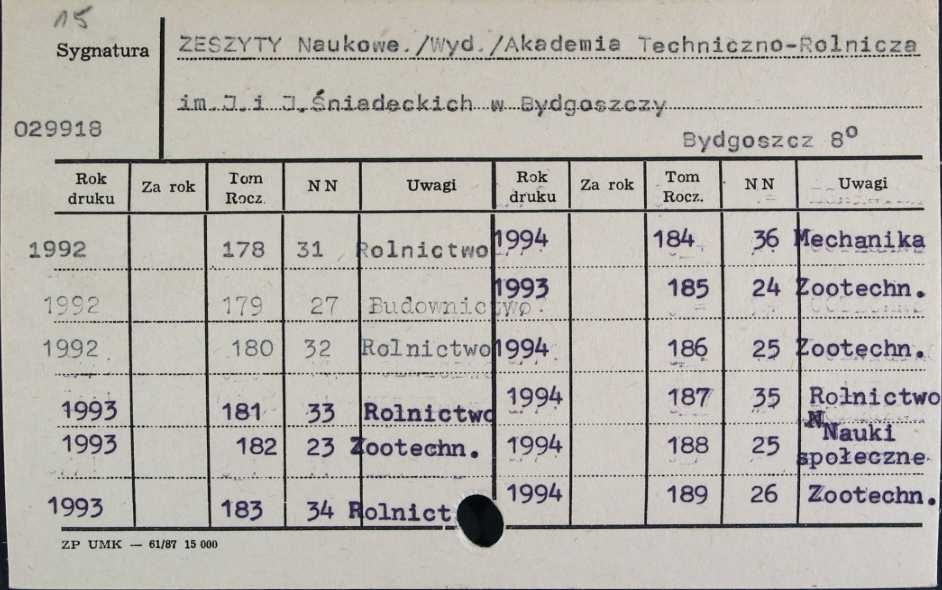 15
Sygnatura
ZESZYTY Naukowe./Wyd./Akademia Techniczno-Rolnicza
im.J.i J.Śniadeckich w Bydgoszczy
029918
Bydgoszcz 8º
Rok druku Za rok Tom Rocz. NN Uwagi Rok druku Za rok Tom Rocz. NN Uwagi
1992 178 31 Rolnictwo 1994 184 36 Mechanika
1992 179 27 Budownictwo 1993 185 24 Zootechn.
1992 180 32 Rolnictwo 1994 186 25 Zootechn.
1993 181 33 Rolnictwo 1994 187 35 Rolnictwo
1993 182 23 Zootechn. 1994 188 25 Nauki społeczne
1993 183 34 Rolnict 1994 189 26 Zootechn.
ZP UMK — 61/87 15 000